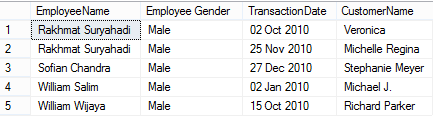 EmployeeName Employee Gender TransactionDate CustomerName
1 Rakhmat Suryahadi Male 02 Oct 2010 Veronica
2 Rakhmat Suryahadi Male 25 Nov 2010 Michelle Regina
3 Sofian Chandra Male 27 Dec 2010 Stephanie Meyer
4 William Salim Male 02 Jan 2010 Michael J.
5 William Wijaya Male 15 Oct 2010 Richard Parker